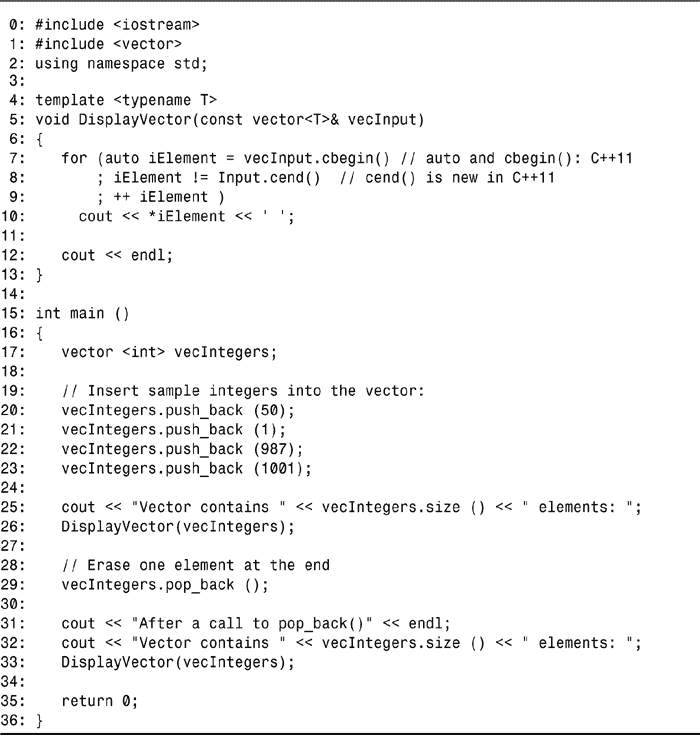 0: #include <iostream>
1: #include <vector>
2: using namespace std;
3:
4: template <typename T>
5: void DisplayVector(const vector<T>& vecInput)
6: {
7:    for (auto iElement = vecInput.cbegin() // auto and cbegin(): C++11
8:        ; iElement != Input.cend()  // cend() is new in C++11
9:        ; ++ iElement )
10:      cout << *iElement << ' ';
11:
12:    cout << endl;
13: }
14:
15: int main ()
16: {
17:    vector <int> vecIntegers;
18:
19:    // Insert sample integers into the vector:
20:    vecIntegers.push_back (50);
21:    vecIntegers.push_back (1);
22:    vecIntegers.push_back (987);
23:    vecIntegers.push_back (1001);
24:
25:    cout << "Vector contains " << vecIntegers.size () << " elements: ";
26:    DisplayVector(vecIntegers);
27:
28:    // Erase one element at the end
29:    vecIntegers.pop_back ();
30:
31:    cout << "After a call to pop_back()" << endl;
32:    cout << "Vector contains " << vecIntegers.size () << " elements: ";
33:    DisplayVector(vecIntegers);
34:
35:    return 0;
36: }